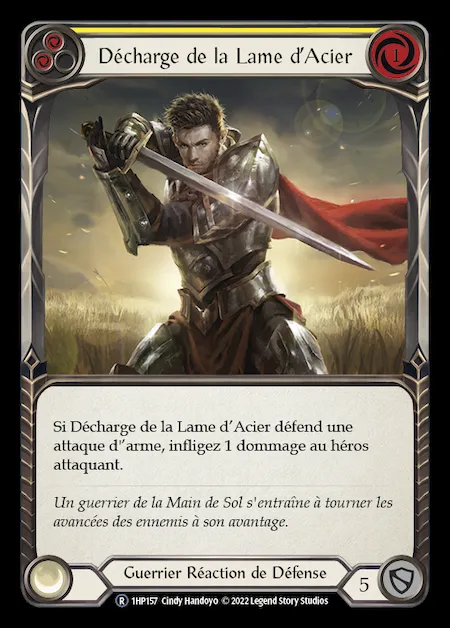 Décharge de la Lame d'Acier
1
Si Décharge de la Lame d'Acier défend une
attaque d'’arme, infligez 1 dommage au héros
attaquant.
Un guerrier de la Main de Sol s'entraîne à tourner les
avancées des ennemis à son avantage.
Guerrier Réaction de Défense
5
R 1HP157 Cindy Handoyo © 2022 Legend Story Studios